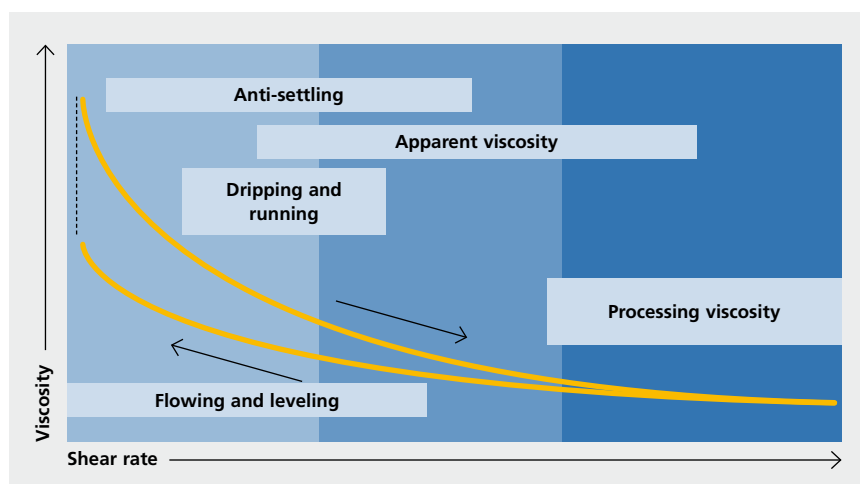 Anti-settling
Apparent viscosity
Dripping and
running
Processing viscosity
Flowing and leveling
Viscosity
Shear rate